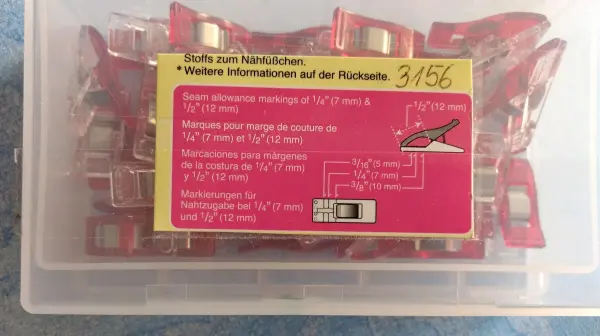 Stoffs zum Nähfüßchen.
* Weitere Informationen auf der Rückseite. 3156
Seam allowance markings of 1/4" (7 mm) &
1/2" (12 mm)
Marques pour marge de couture de
1/4" (7 mm) et 1/2" (12 mm)
Marcaciones para márgenes
de la costura de 1/4" (7 mm)
y 1/2" (12 mm)
Markierungen für
Nahtzugabe bei 1/4" (7 mm)
und 1/2" (12 mm)
1/2" (12 mm)
3/16" (5 mm)
1/4" (7 mm)
3/8" (10 mm)